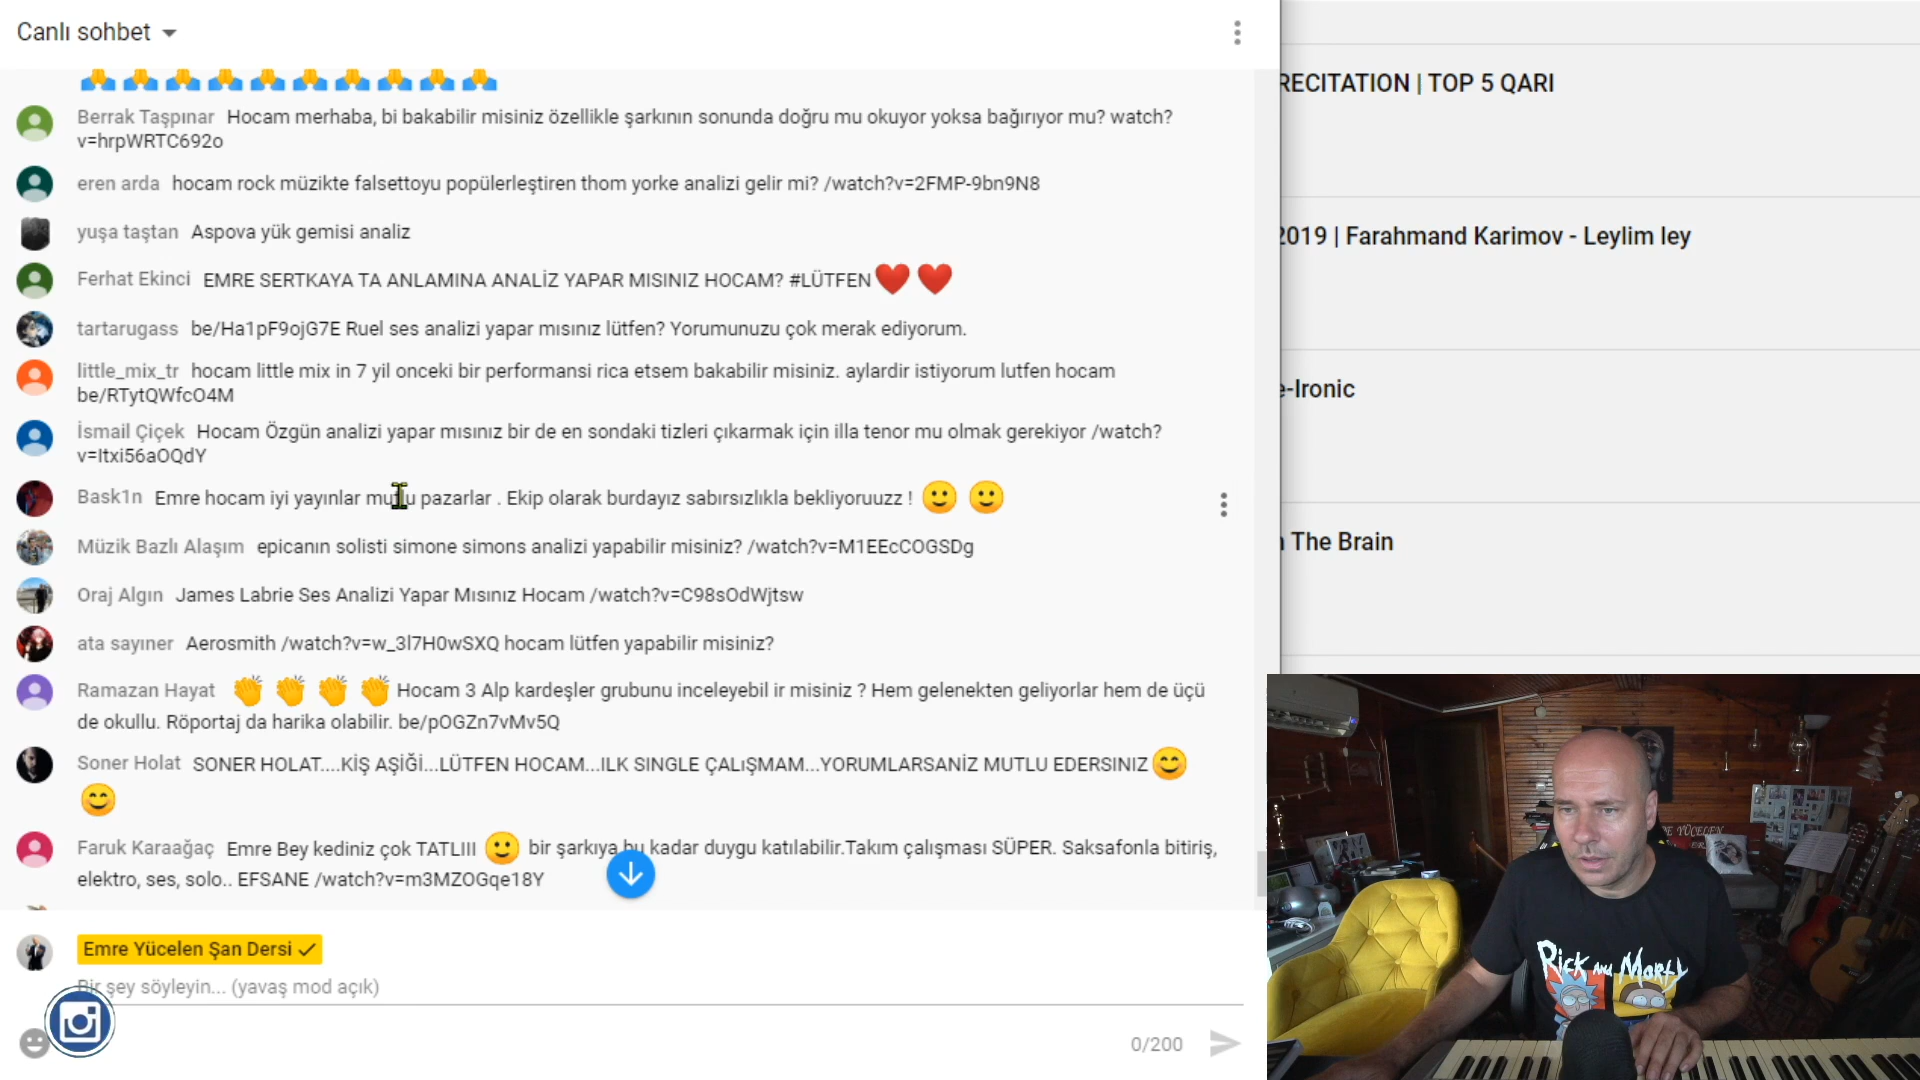 Canlı sohbet
Berrak Taşpınar Hocam merhaba, bi bakabilir misiniz özellikle şarkının sonunda doğru mu okuyor yoksa bağırıyor mu? watch?
v=hrpWRTC692o
eren arda hocam rock müzikte falsettoyu popülerleştiren thom yorke analizi gelir mi? /watch?v=2FMP-9bn9N8
yuşa taştan Aspova yük gemisi analiz
Ferhat Ekinci EMRE SERTKAYA TA ANLAMINA ANALİZ YAPAR MISINIZ HOCAM? #LÜTFEN
tartarugass be/Ha1pF9ojG7E Ruel ses analizi yapar mısınız lütfen? Yorumunuzu çok merak ediyorum.
little_mix_tr hocam little mix in 7 yil onceki bir performansi rica etsem bakabilir misiniz. aylardir istiyorum lutfen hocam
be/RTytQWfcO4M
İsmail Çiçek Hocam Özgün analizi yapar mısınız bir de en sondaki tizleri çıkarmak için illa tenor mu olmak gerekiyor /watch?
v=Itxi56aOQdY
Bask1n Emre hocam iyi yayınlar mutlu pazarlar . Ekip olarak burdayız sabırsızlıkla bekliyoruuzz !
Müzik Bazlı Alaşım epicanın solisti simone simons analizi yapabilir misiniz? /watch?v=M1EEcCOGSDg
Oraj Algın James Labrie Ses Analizi Yapar Mısınız Hocam /watch?v=C98sOdWjtsw
ata sayıner Aerosmith /watch?v=w_3l7H0wSXQ hocam lütfen yapabilir misiniz?
Ramazan Hayat Hocam 3 Alp kardeşler grubunu inceleyebil ir misiniz ? Hem gelenekten geliyorlar hem de üçü
de okullu. Röportaj da harika olabilir. be/pOGZn7vMv5Q
Soner Holat SONER HOLAT....KİŞ AŞİĞİ...LÜTFEN HOCAM...ILK SINGLE ÇALIŞMAM...YORUMLARSANİZ MUTLU EDERSINIZ
Faruk Karaağaç Emre Bey kediniz çok TATLIII bir şarkıya bu kadar duygu katılabilir.Takım çalışması SÜPER. Saksafonla bitiriş,
elektro, ses, solo.. EFSANE /watch?v=m3MZOGqe18Y
Emre Yücelen Şan Dersi
Bir şey söyleyin... (yavaş mod açık)
0/200
RECITATION | TOP 5 QARI
2019 | Farahmand Karimov - Leylim ley
e-Ironic
The Brain
YÜCELEN
Rick AND Morty